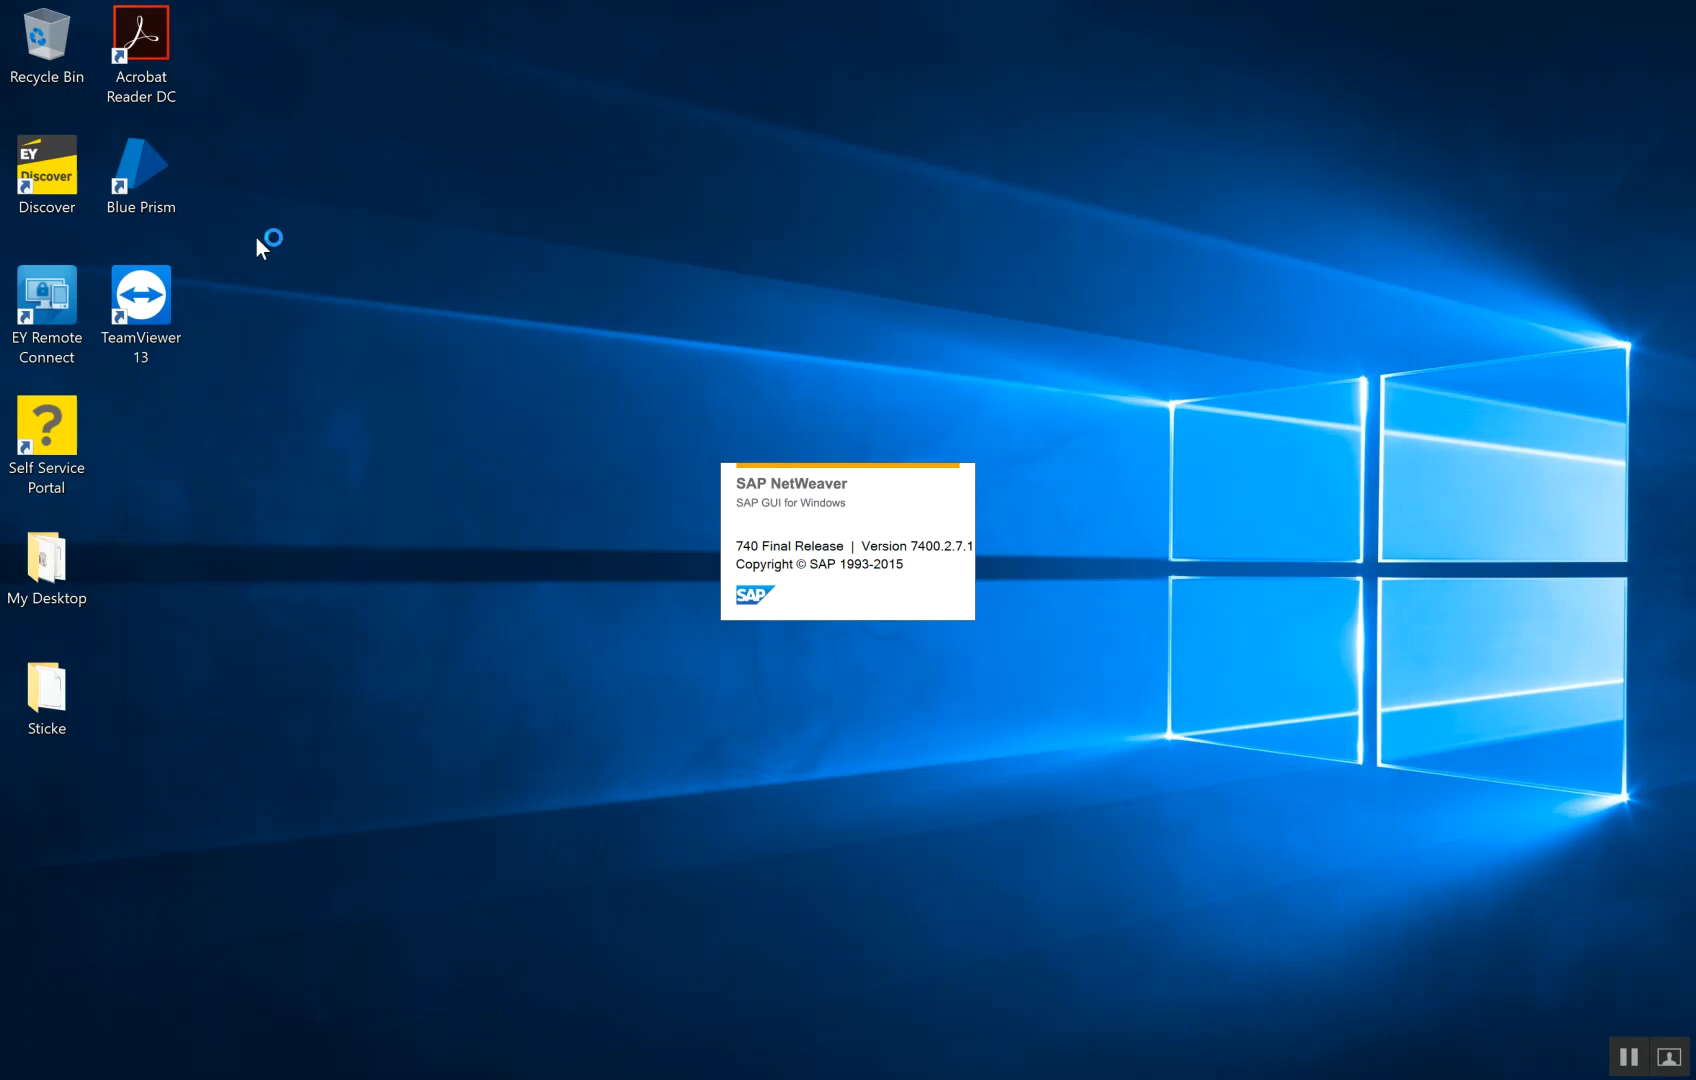 Recycle Bin
Acrobat
Reader DC
EY
Discover
Discover
Blue Prism
EY Remote
Connect
TeamViewer
13
?
Self Service
Portal
My Desktop
Sticke
SAP NetWeaver
SAP GUI for Windows
740 Final Release | Version 7400.2.7.1
Copyright © SAP 1993-2015
SAP